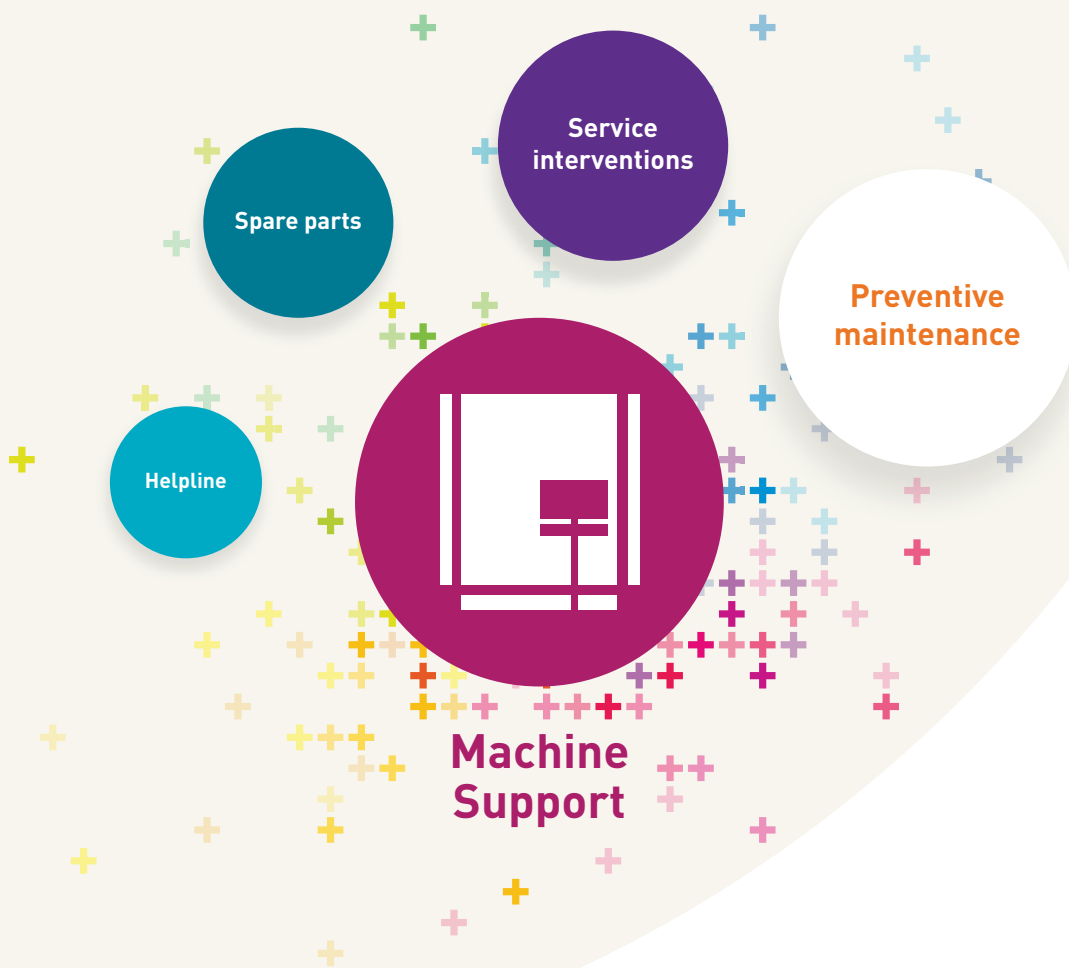 Service
interventions
Spare parts
Preventive
maintenance
Helpline
Machine
Support